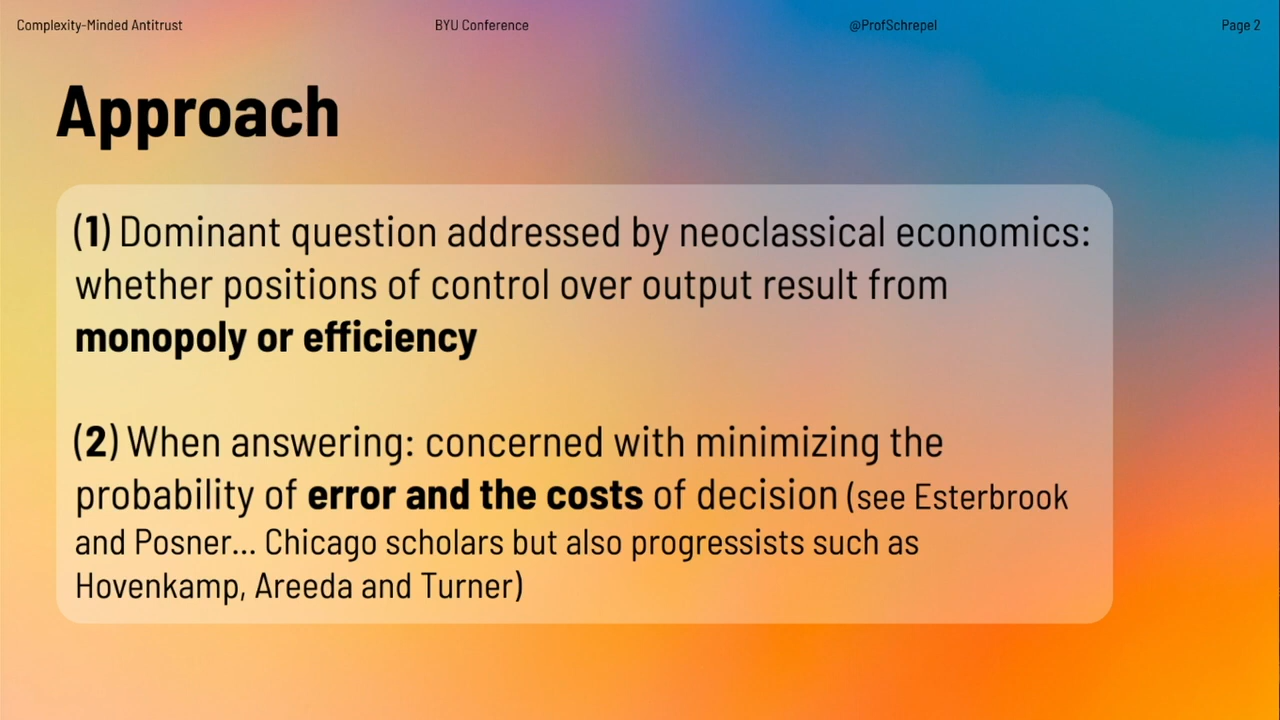 Complexity-Minded Antitrust BYU Conference @ProfSchrepel Page 2
Approach
(1) Dominant question addressed by neoclassical economics:
whether positions of control over output result from
monopoly or efficiency
(2) When answering: concerned with minimizing the
probability of error and the costs of decision (see Esterbrook
and Posner... Chicago scholars but also progressists such as
Hovenkamp, Areeda and Turner)